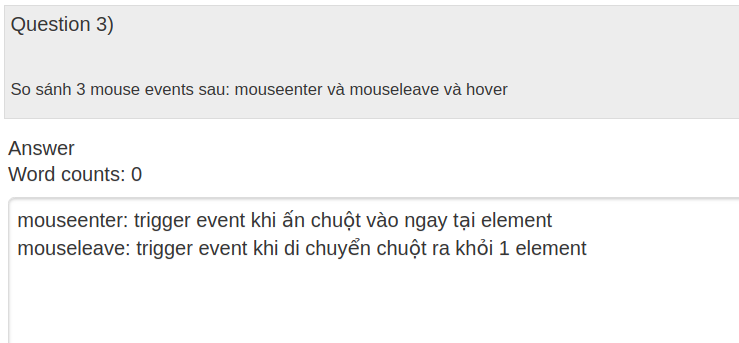 Question 3)
So sánh 3 mouse events sau: mouseenter và mouseleave và hover
Answer
Word counts: 0
mouseenter: trigger event khi ấn chuột vào ngay tại element
mouseleave: trigger event khi di chuyển chuột ra khỏi 1 element